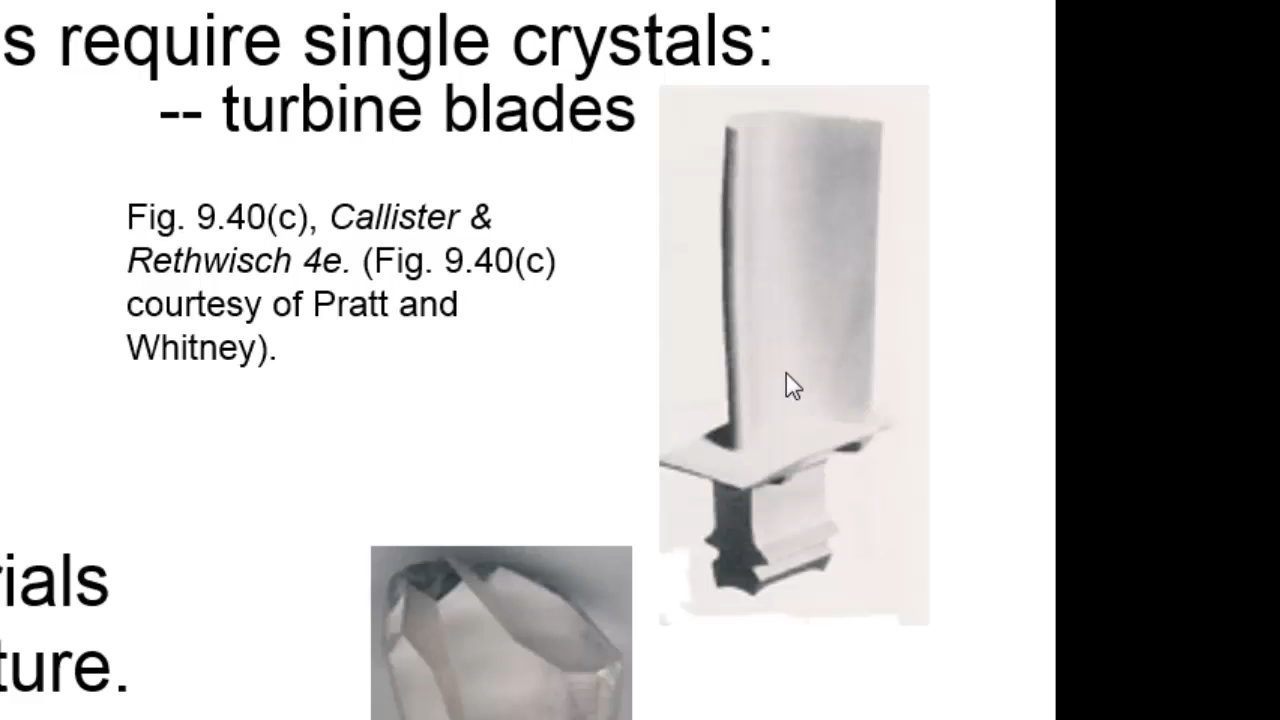 s require single crystals:
-- turbine blades
Fig. 9.40(c), Callister &
Rethwisch 4e. (Fig. 9.40(c)
courtesy of Pratt and
Whitney).
rials
ture.